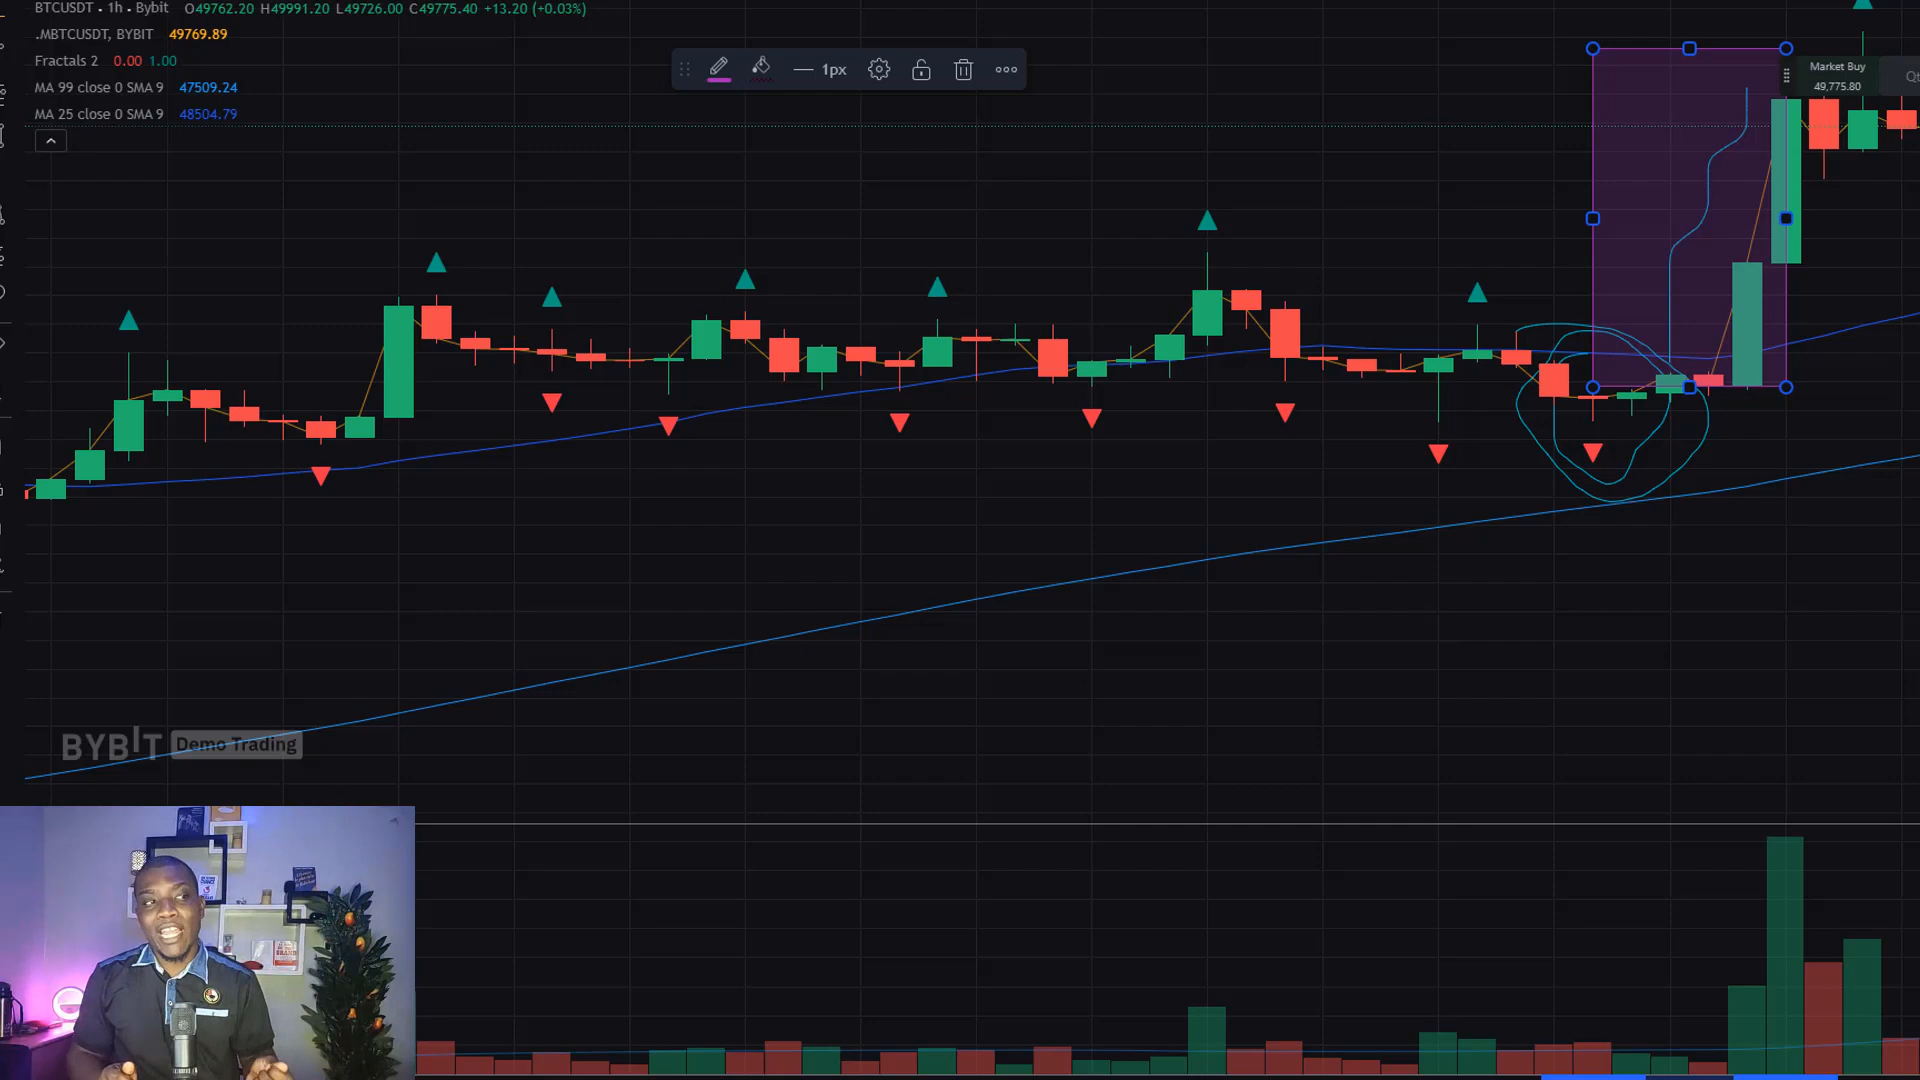 BTCUSDT • 1h • Bybit O49762.20 H49991.20 L49726.00 C49775.40 +13.20 (+0.03%)
.MBTCUSDT, BYBIT 49769.89
Fractals 2 0.00 1.00
MA 99 close 0 SMA 9 47509.24
MA 25 close 0 SMA 9 48504.79
1px
Market Buy
49,775.80
Qt
BYBIT Demo Trading
BRAND